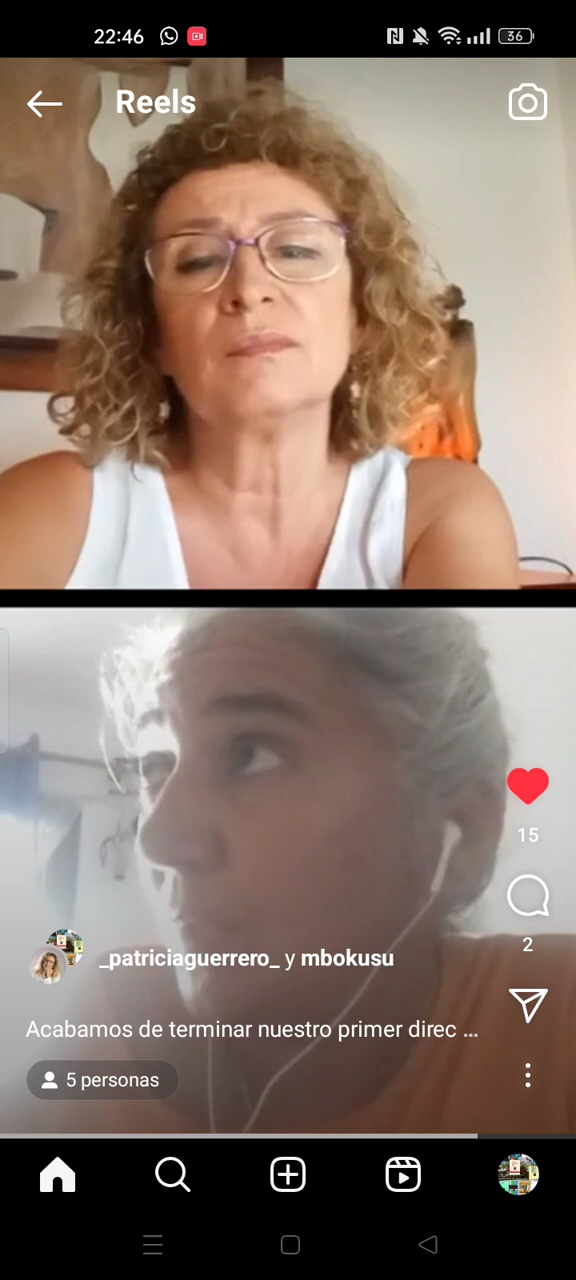 22:46
36
Reels
15
2
_patriciaguerrero_ y mbokusu
Acabamos de terminar nuestro primer direc ...
5 personas